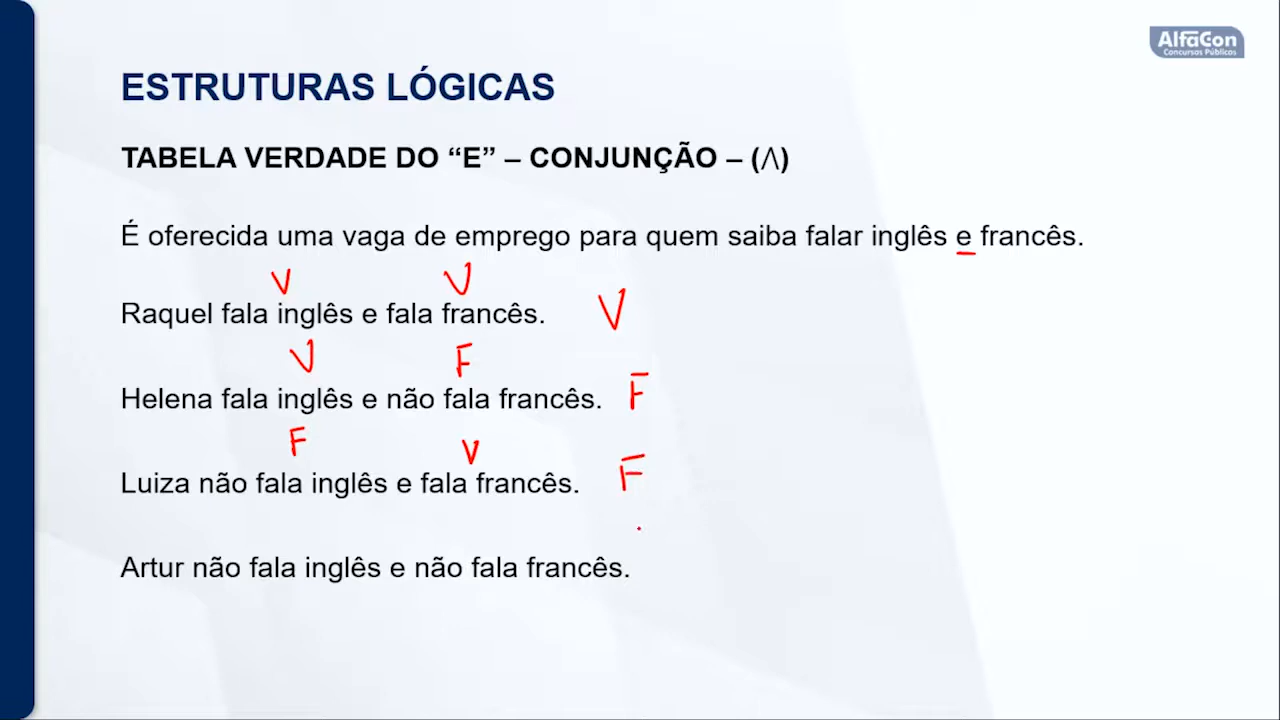 AlfaCon
Concursos Públicos
ESTRUTURAS LÓGICAS
TABELA VERDADE DO “E” – CONJUNÇÃO – (∧)
É oferecida uma vaga de emprego para quem saiba falar inglês e francês.
V V
Raquel fala inglês e fala francês. V
V F
Helena fala inglês e não fala francês. F
F V
Luiza não fala inglês e fala francês. F
Artur não fala inglês e não fala francês.